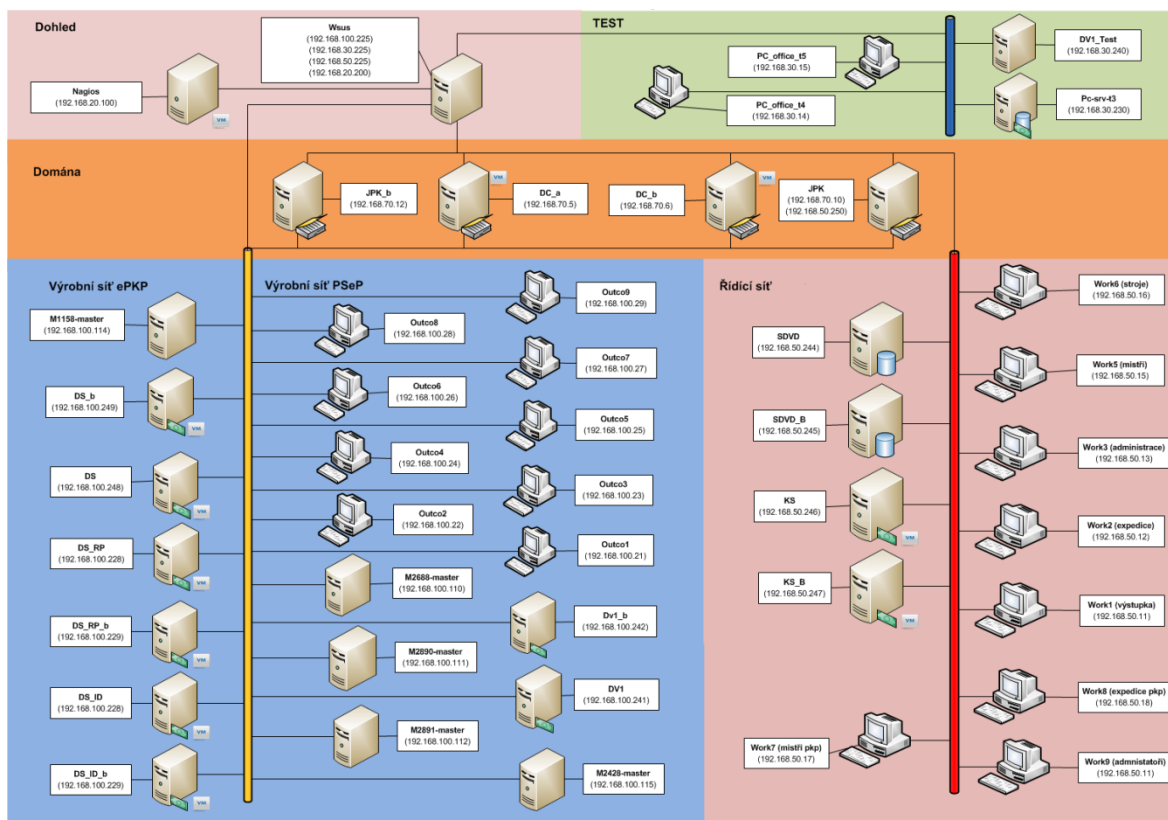 Dohled
Wsus
(192.168.100.225)
(192.168.30.225)
(192.168.50.225)
(192.168.20.200)
Nagios
(192.168.20.100)
VM
TEST
PC_office_t5
(192.168.30.15)
PC_office_t4
(192.168.30.14)
DV1_Test
(192.168.30.240)
Pc-srv-t3
(192.168.30.230)
Domána
JPK_b
(192.168.70.12)
VM
DC_a
(192.168.70.5)
DC_b
(192.168.70.6)
VM
JPK
(192.168.70.10)
(192.168.50.250)
Výrobní síť ePKP
M1158-master
(192.168.100.114)
DS_b
(192.168.100.249)
VM
DS
(192.168.100.248)
VM
DS_RP
(192.168.100.228)
VM
DS_RP_b
(192.168.100.229)
VM
DS_ID
(192.168.100.228)
VM
DS_ID_b
(192.168.100.229)
VM
Výrobní síť PSeP
Outco9
(192.168.100.29)
Outco8
(192.168.100.28)
Outco7
(192.168.100.27)
Outco6
(192.168.100.26)
Outco5
(192.168.100.25)
Outco4
(192.168.100.24)
Outco3
(192.168.100.23)
Outco2
(192.168.100.22)
Outco1
(192.168.100.21)
M2688-master
(192.168.100.110)
Dv1_b
(192.168.100.242)
M2890-master
(192.168.100.111)
DV1
(192.168.100.241)
M2891-master
(192.168.100.112)
M2428-master
(192.168.100.115)
Řídící síť
SDVD
(192.168.50.244)
SDVD_B
(192.168.50.245)
KS
(192.168.50.246)
VM
KS_B
(192.168.50.247)
VM
Work7 (mistři pkp)
(192.168.50.17)
Work6 (stroje)
(192.168.50.16)
Work5 (mistři)
(192.168.50.15)
Work3 (administrace)
(192.168.50.13)
Work2 (expedice)
(192.168.50.12)
Work1 (výstupka)
(192.168.50.11)
Work8 (expedice pkp)
(192.168.50.18)
Work9 (admnistatoři)
(192.168.50.11)